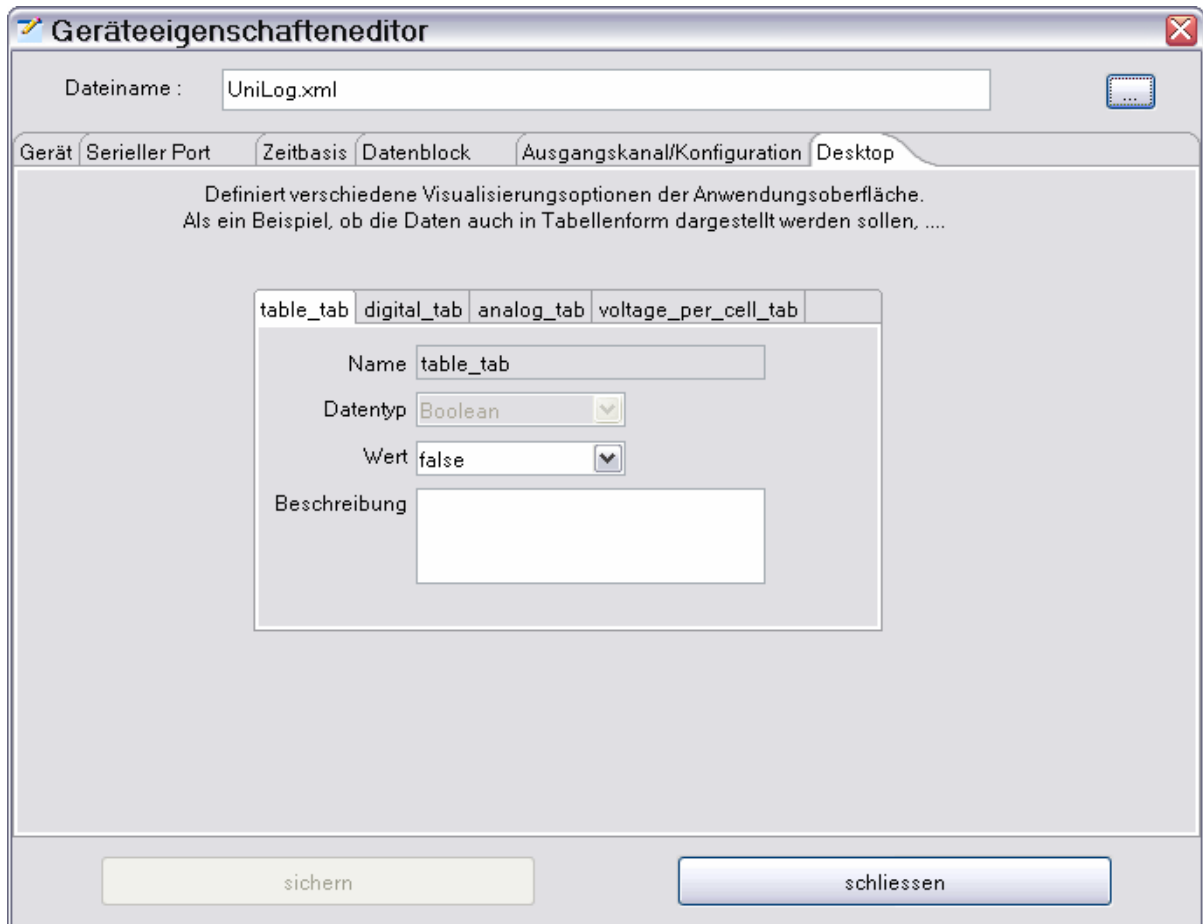 Geräteeigenschafteneditor
Dateiname : UniLog.xml ...
Gerät Serieller Port Zeitbasis Datenblock Ausgangskanal/Konfiguration Desktop
Definiert verschiedene Visualisierungsoptionen der Anwendungsoberfläche.
Als ein Beispiel, ob die Daten auch in Tabellenform dargestellt werden sollen, ....
table_tab digital_tab analog_tab voltage_per_cell_tab
Name table_tab
Datentyp Boolean
Wert false
Beschreibung
sichern schliessen